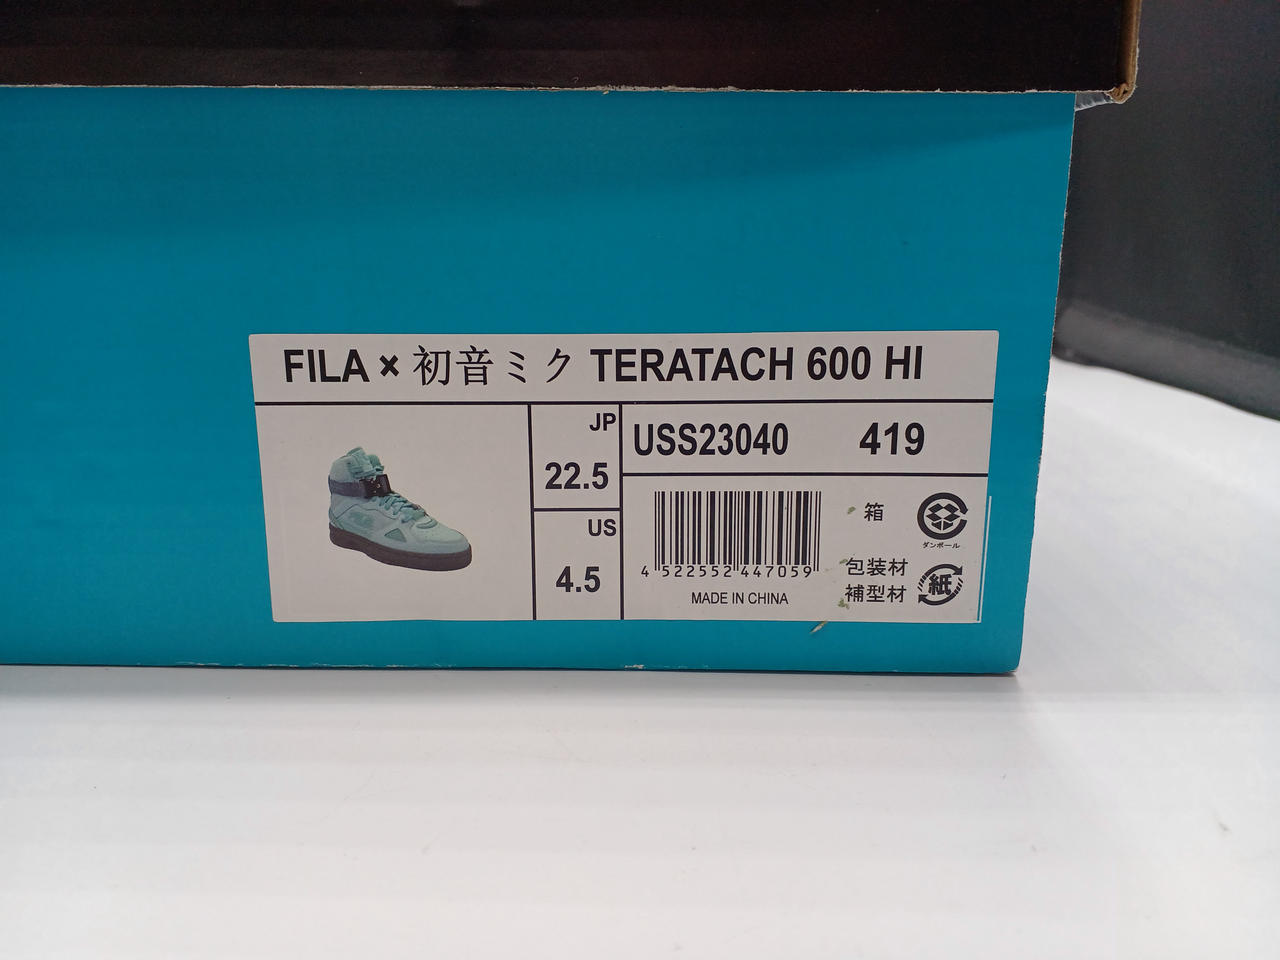 FILA × 初音ミク TERATACH 600 HI
JP
22.5
US
4.5
USS23040 419
4 522552 447059
MADE IN CHINA
箱
ダンボール
包装材
補型材
紙